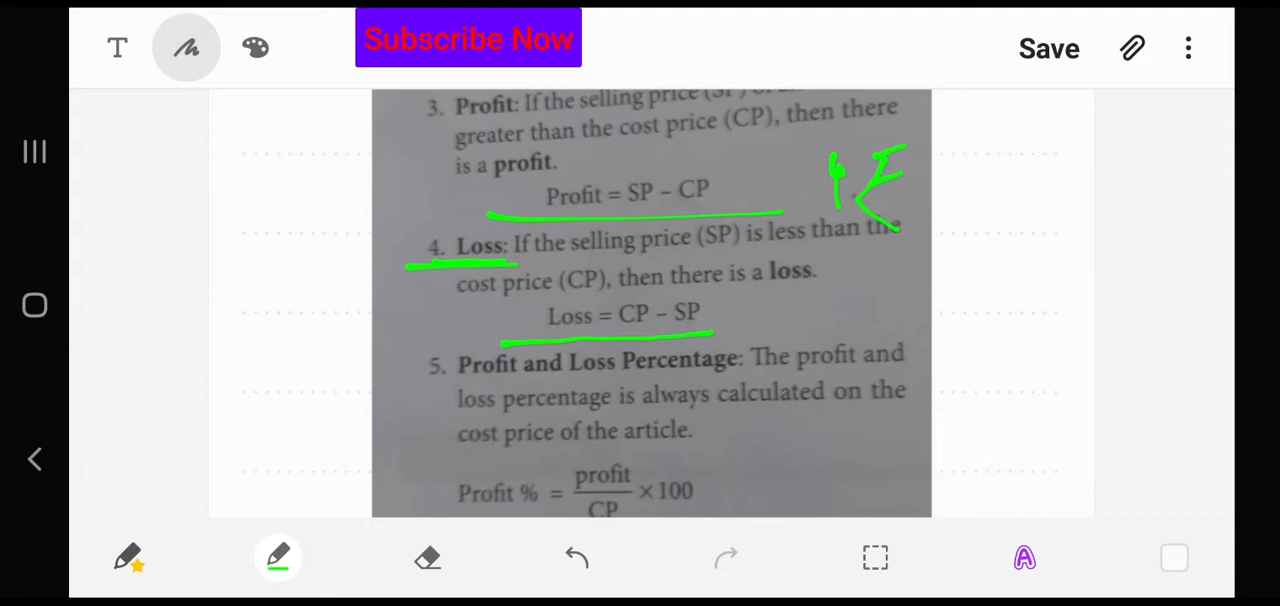 T
Subscribe Now
Save
3. Profit: If the selling price (SP)
greater than the cost price (CP), then there
is a profit.
Profit = SP − CP
4. Loss: If the selling price (SP) is less than the
cost price (CP), then there is a loss.
Loss = CP − SP
5. Profit and Loss Percentage: The profit and
loss percentage is always calculated on the
cost price of the article.
Profit % = profit / CP × 100
A